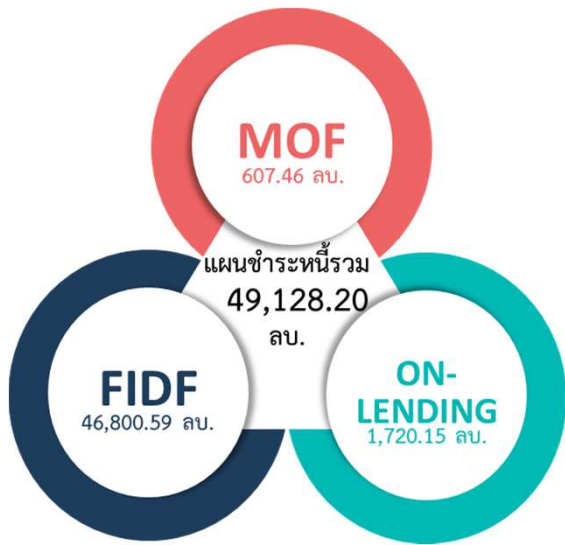 MOF
607.46 ลบ.
แผนชำระหนี้รวม
49,128.20
ลบ.
FIDF
46,800.59 ลบ.
ON-
LENDING
1,720.15 ลบ.